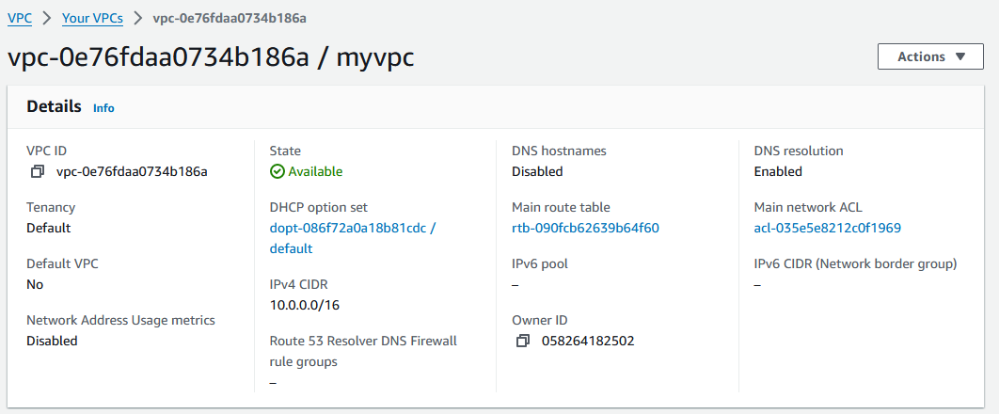 VPC > Your VPCs > vpc-0e76fdaa0734b186a
vpc-0e76fdaa0734b186a / myvpc
Actions
Details Info
VPC ID
vpc-0e76fdaa0734b186a
State
Available
DNS hostnames
Disabled
DNS resolution
Enabled
Tenancy
Default
DHCP option set
dopt-086f72a0a18b81cdc /
default
Main route table
rtb-090fcb62639b64f60
Main network ACL
acl-035e5e8212c0f1969
Default VPC
No
IPv4 CIDR
10.0.0.0/16
IPv6 pool
–
IPv6 CIDR (Network border group)
–
Network Address Usage metrics
Disabled
Route 53 Resolver DNS Firewall
rule groups
–
Owner ID
058264182502